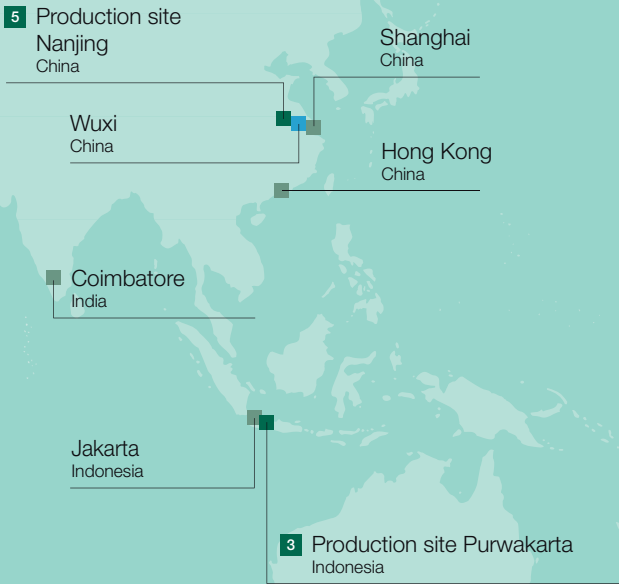 5 Production site
Nanjing
China
Shanghai
China
Wuxi
China
Hong Kong
China
Coimbatore
India
Jakarta
Indonesia
3 Production site Purwakarta
Indonesia